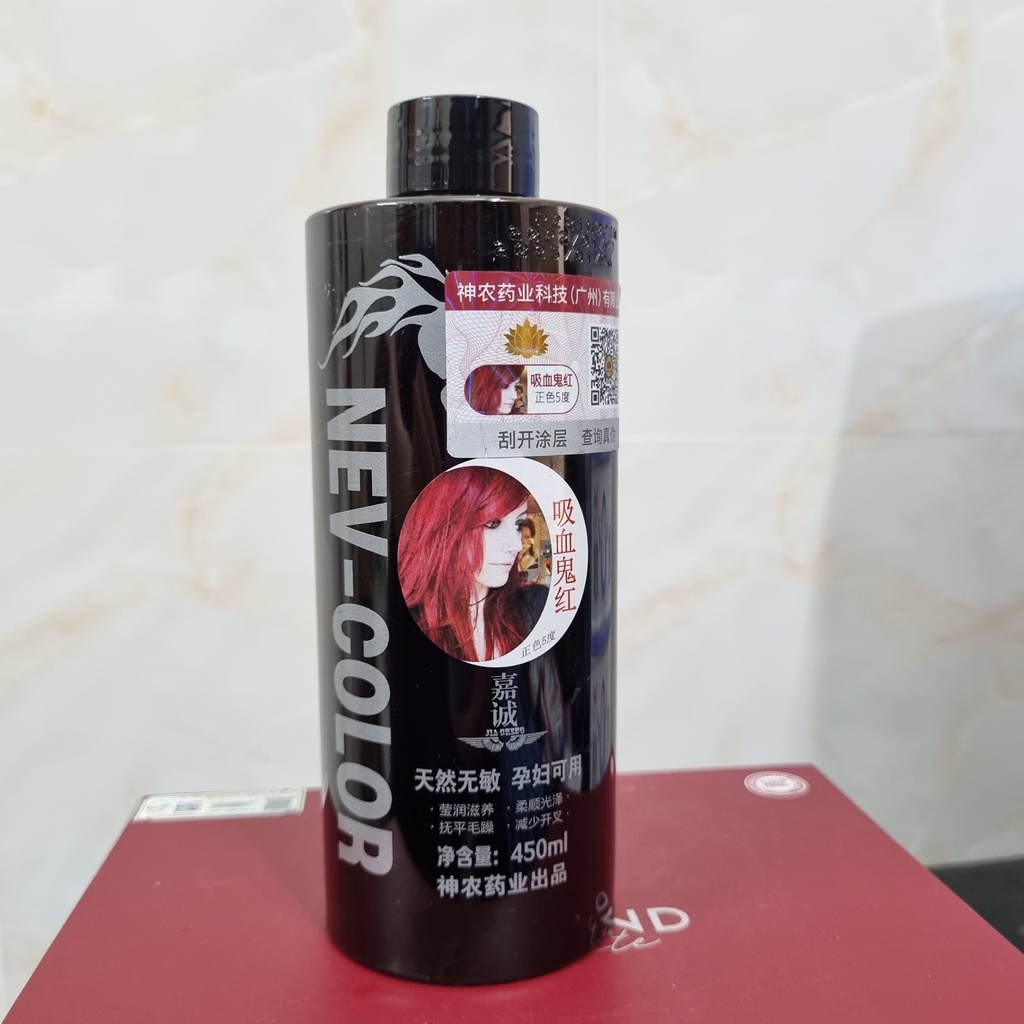 神农药业科技(广州)有
吸血鬼红
正色5度
刮开涂层 查询真伪
NEV-COLOR
吸血鬼红
正色5度
嘉诚
JIA CHENG
天然无敏 孕妇可用
·莹润滋养 ·柔顺光泽·
·抚平毛躁 ·减少开叉·
净含量: 450ml
神农药业出品